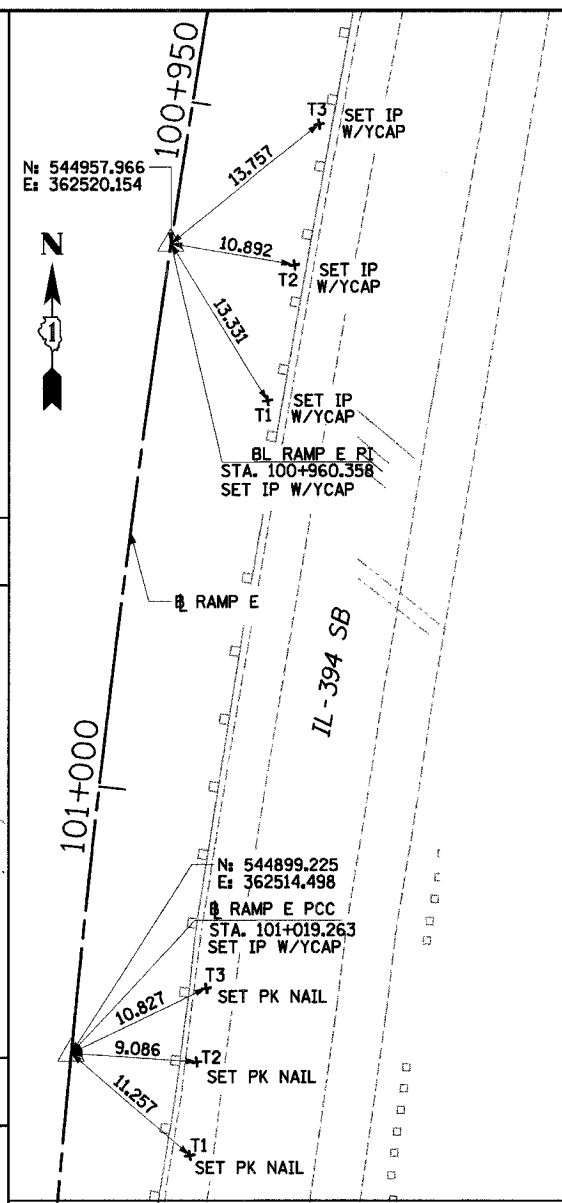 100+950
T3
SET IP
W/YCAP
N: 544957.966
E: 362520.154
13.757
N
1
10.892
T2
SET IP
W/YCAP
13.331
T1
SET IP
W/YCAP
BL RAMP E PI
STA. 100+960.358
SET IP W/YCAP
BL RAMP E
IL-394 SB
101+000
N: 544899.225
E: 362514.498
BL RAMP E PCC
STA. 101+019.263
SET IP W/YCAP
T3
SET PK NAIL
10.827
9.086
T2
SET PK NAIL
11.257
T1
SET PK NAIL